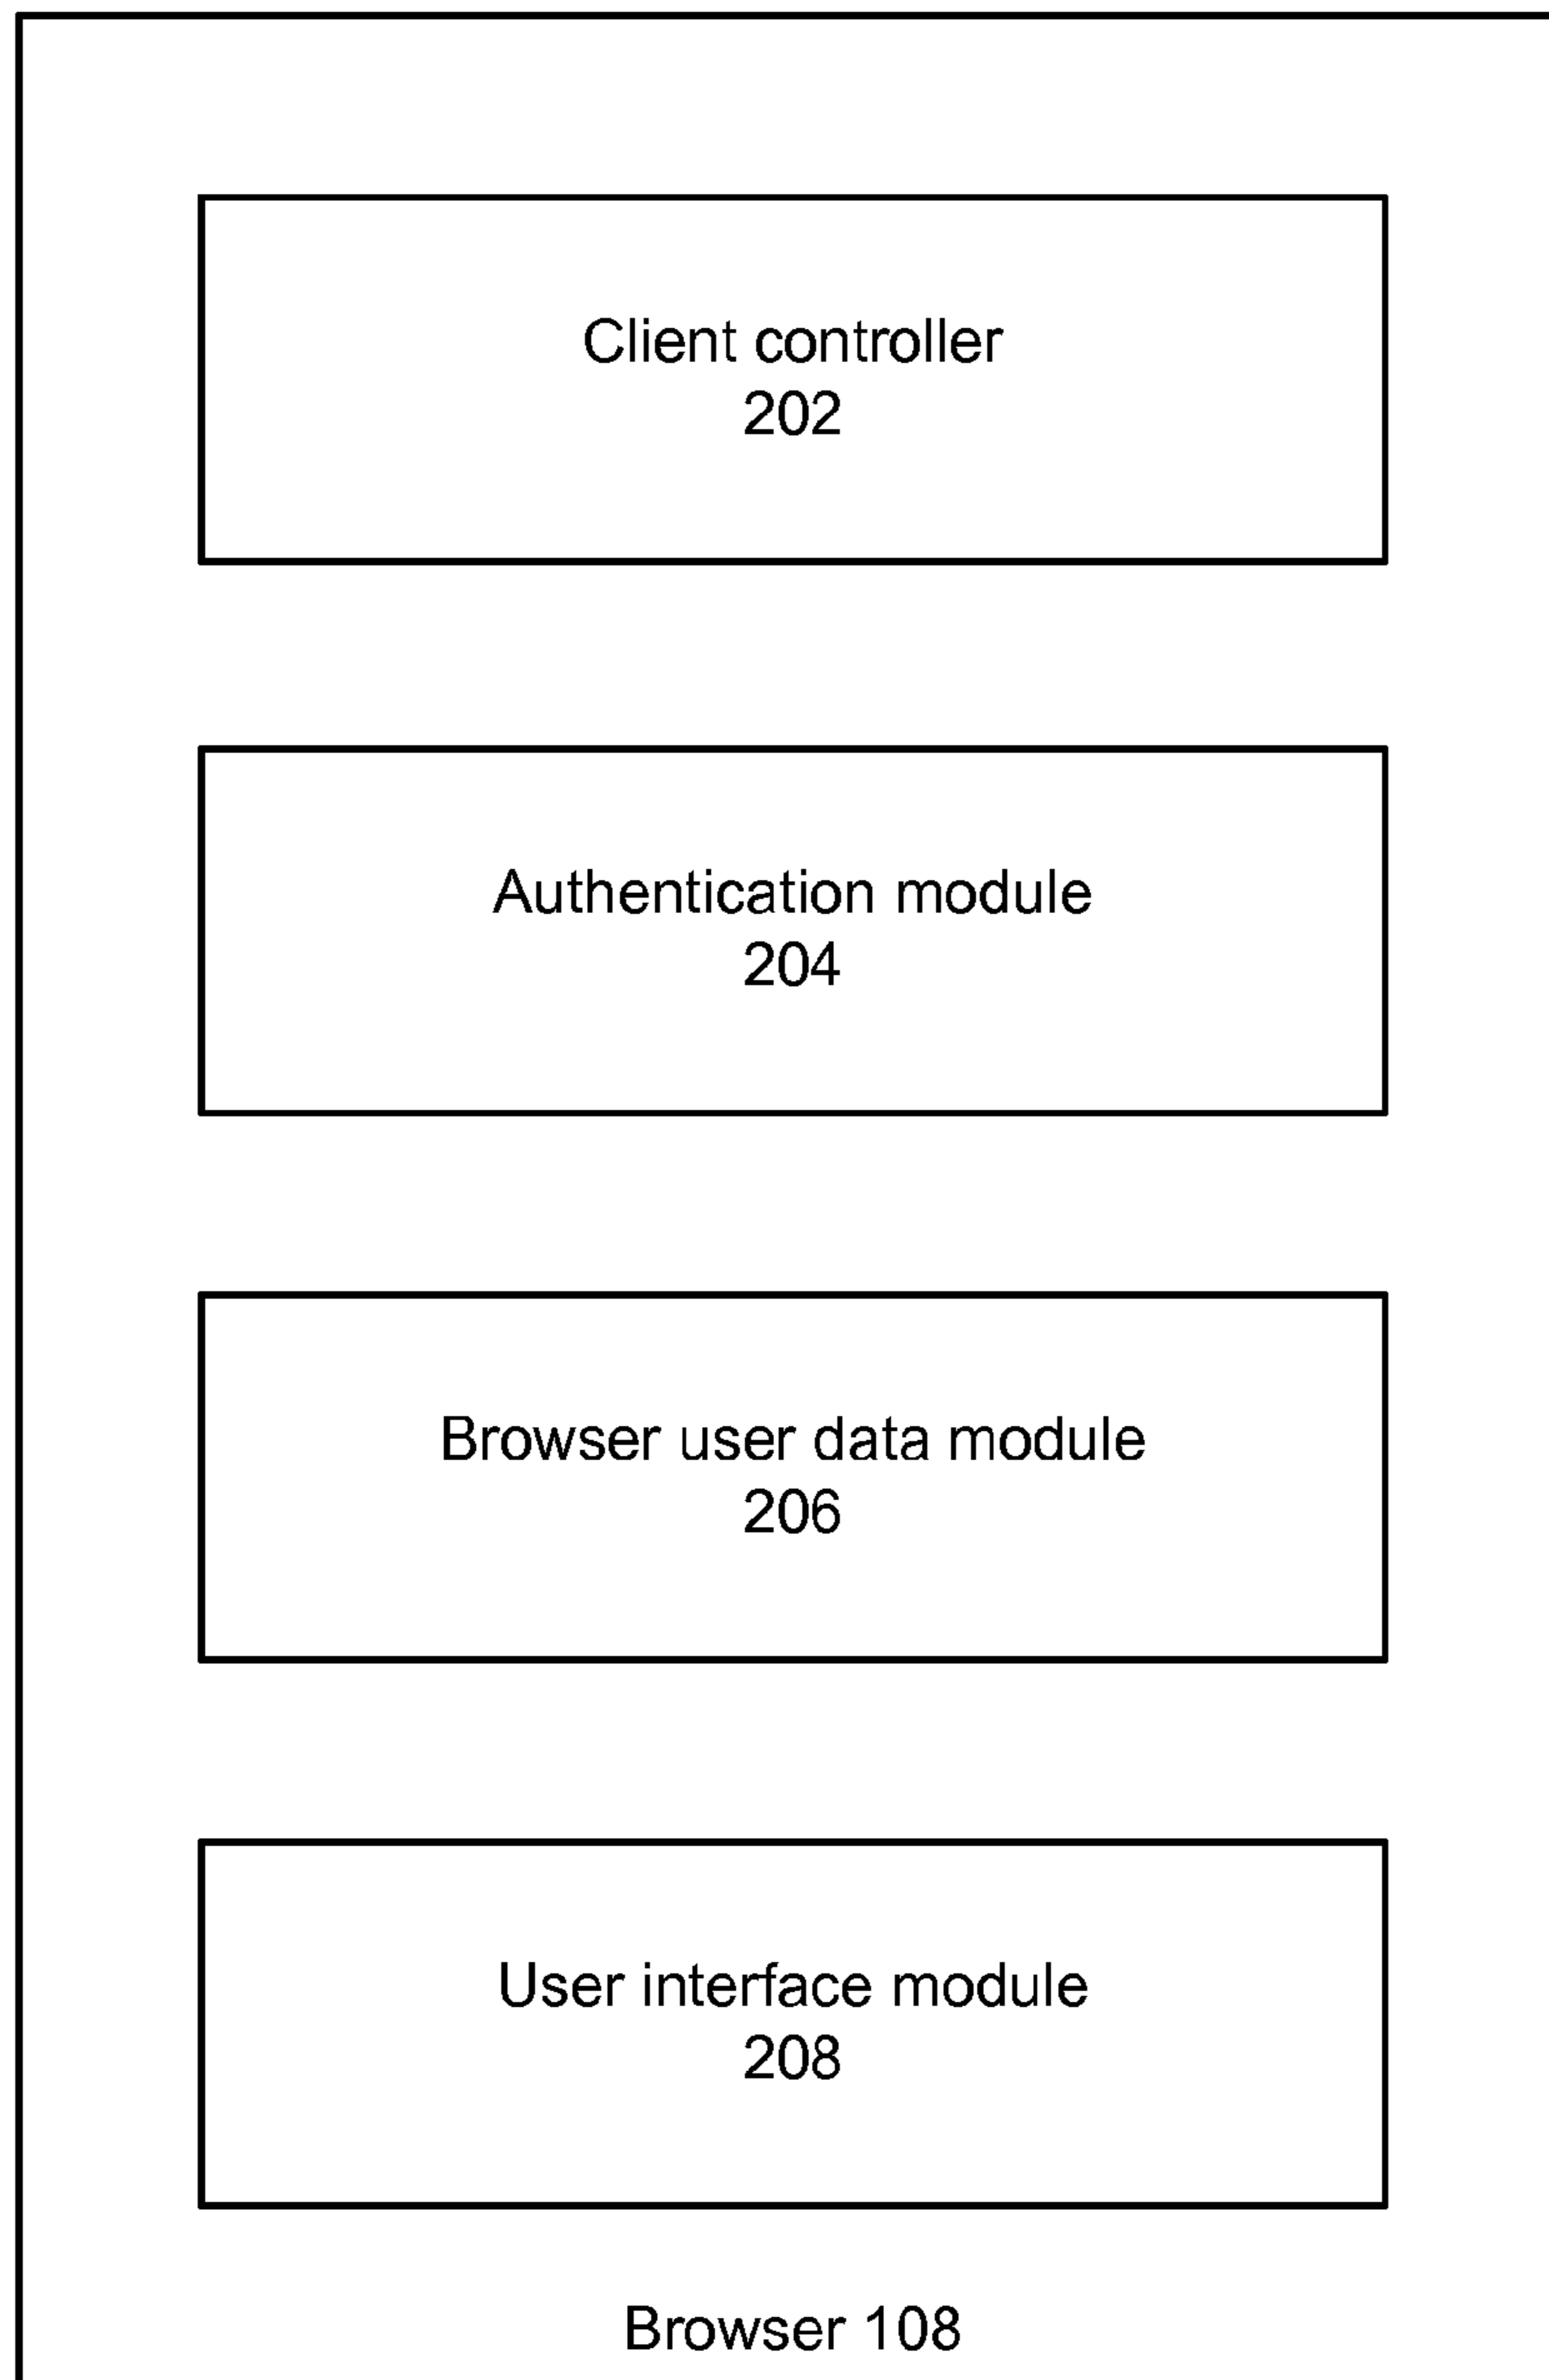 Client controller
202
Authentication module
204
Browser user data module
206
User interface module
208
Browser 108